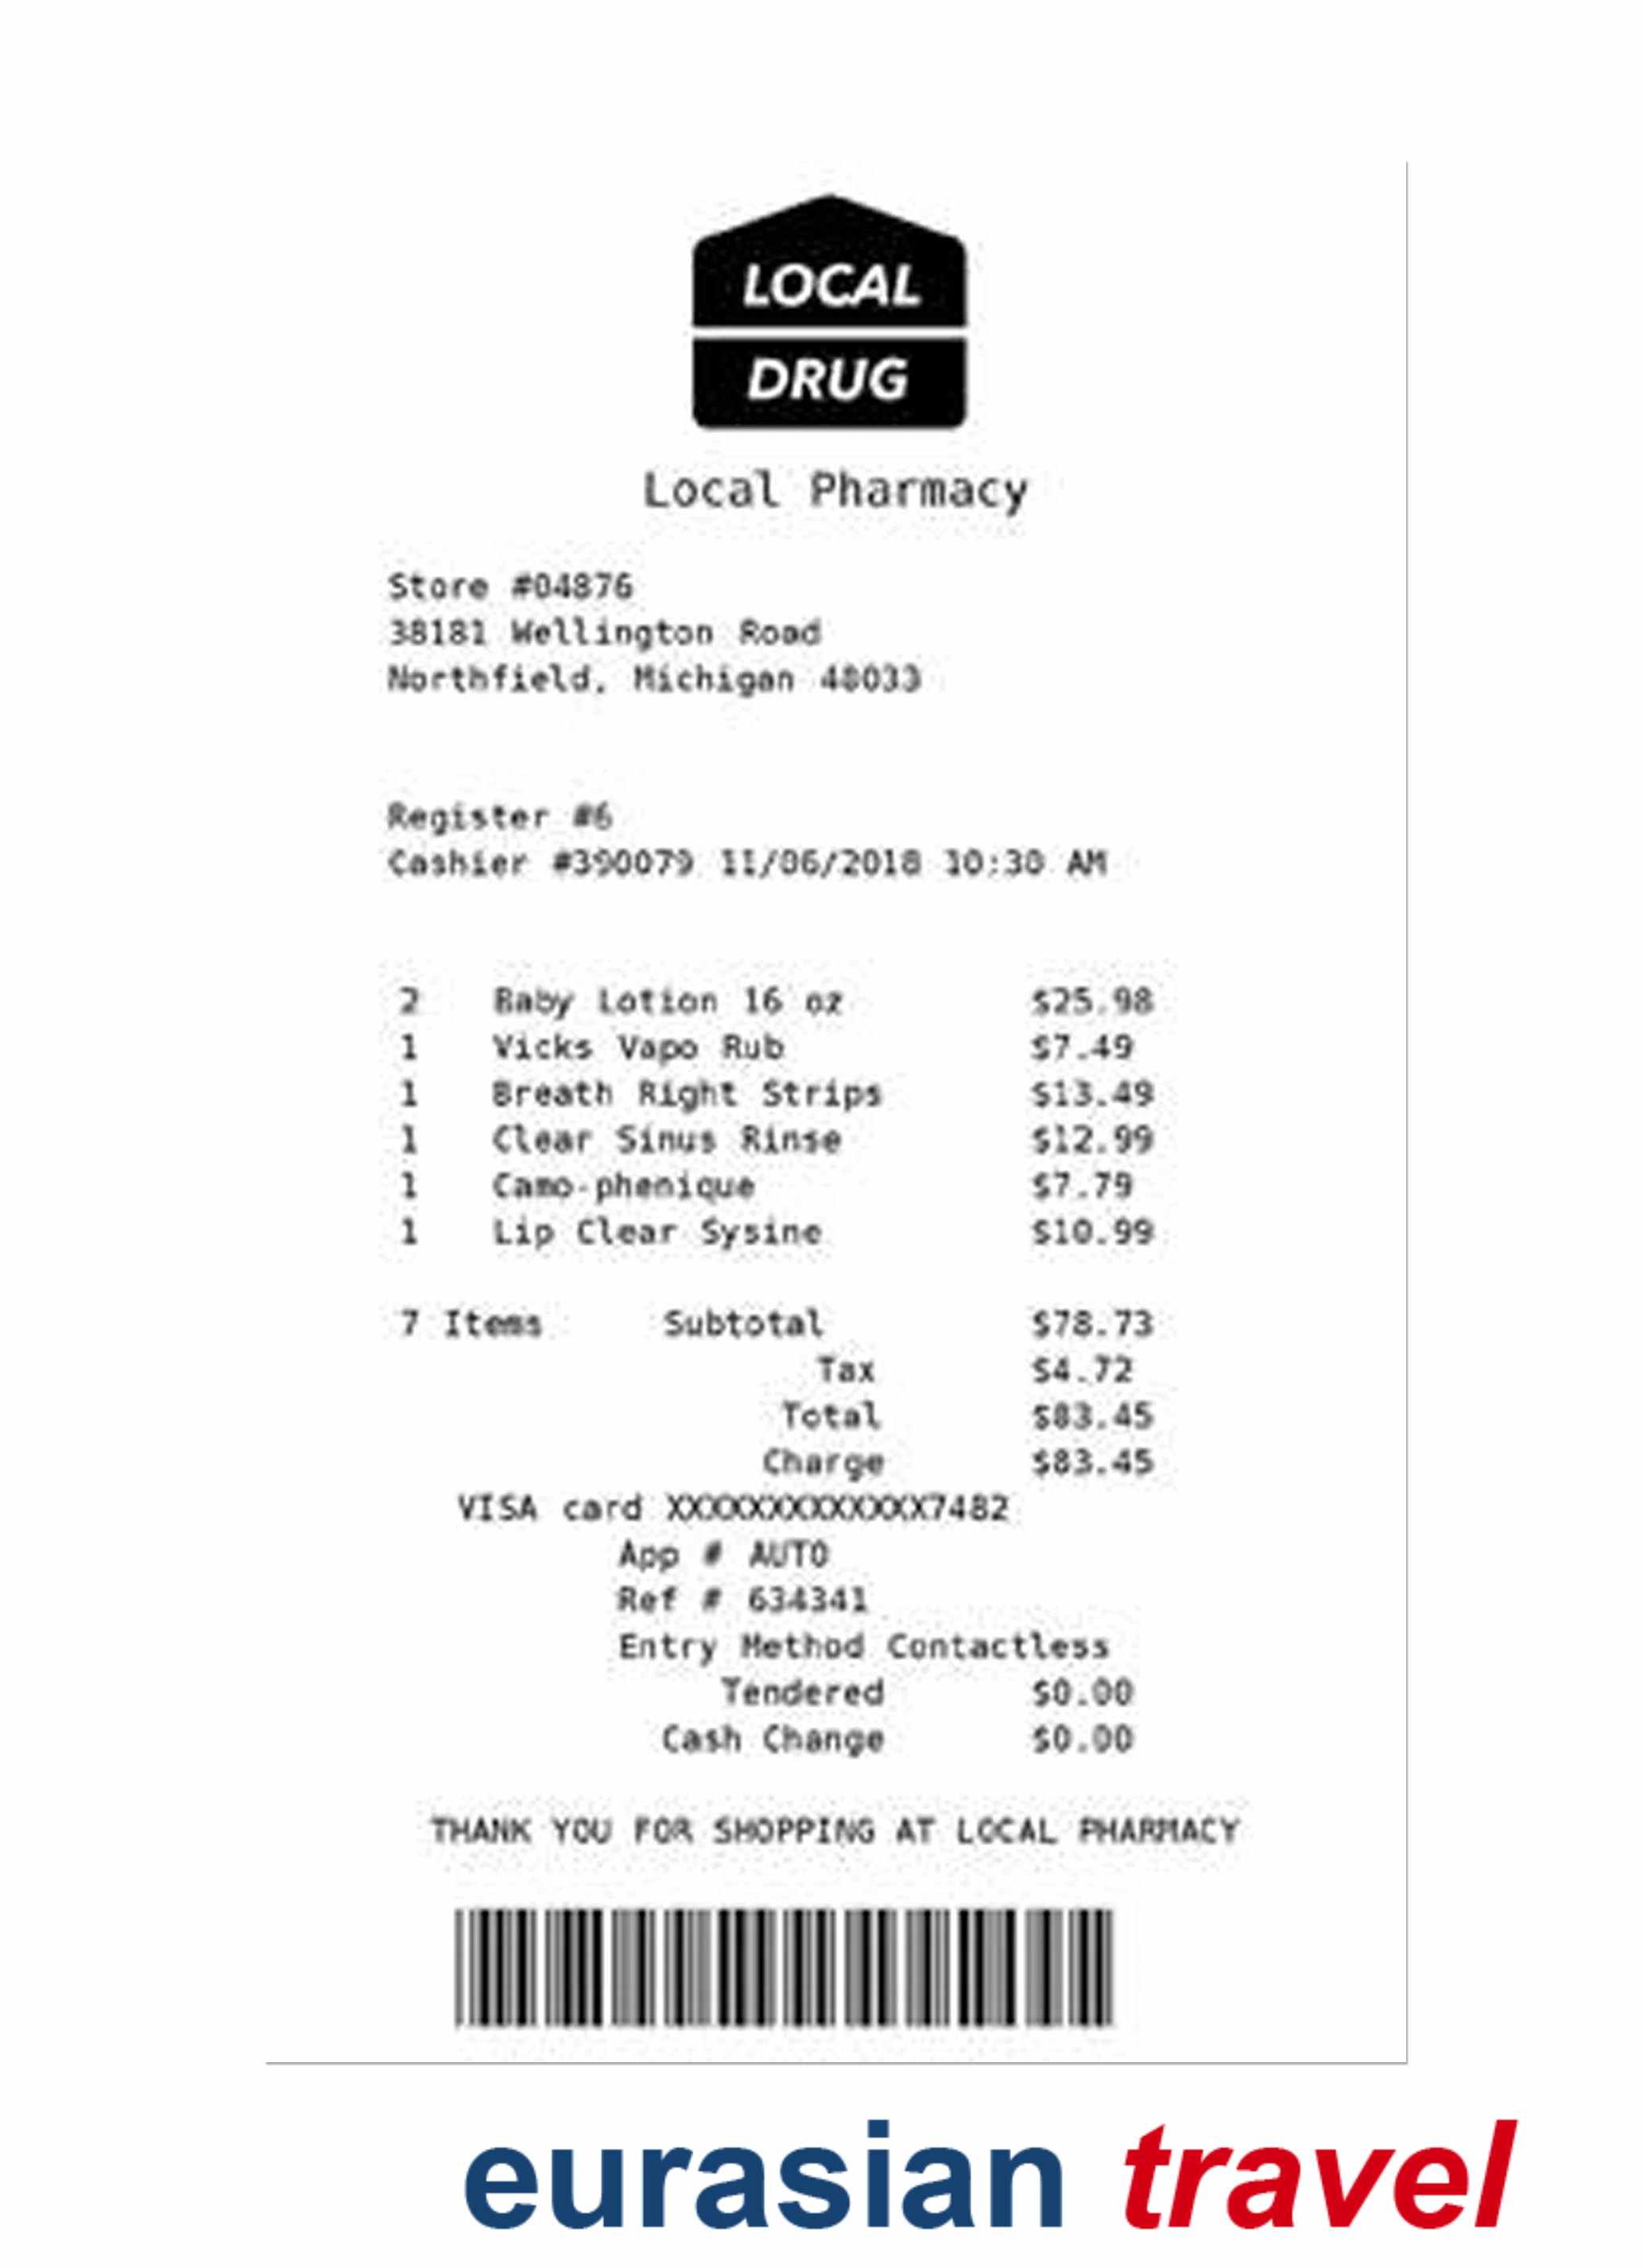 LOCAL
DRUG
Local Pharmacy
Store #04876
38181 Wellington Road
Northfield, Michigan 48033
Register #6
Cashier #390079 11/06/2018 10:30 AM
2 Baby Lotion 16 oz $25.98
1 Vicks Vapo Rub $7.49
1 Breath Right Strips $13.49
1 Clear Sinus Rinse $12.99
1 Camo-phenique $7.79
1 Lip Clear Sysine $10.99
7 Items Subtotal $78.73
Tax $4.72
Total $83.45
Charge $83.45
VISA card XXXXXXXXXXXXX7482
App # AUTO
Ref # 634341
Entry Method Contactless
Tendered $0.00
Cash Change $0.00
THANK YOU FOR SHOPPING AT LOCAL PHARMACY
eurasian travel